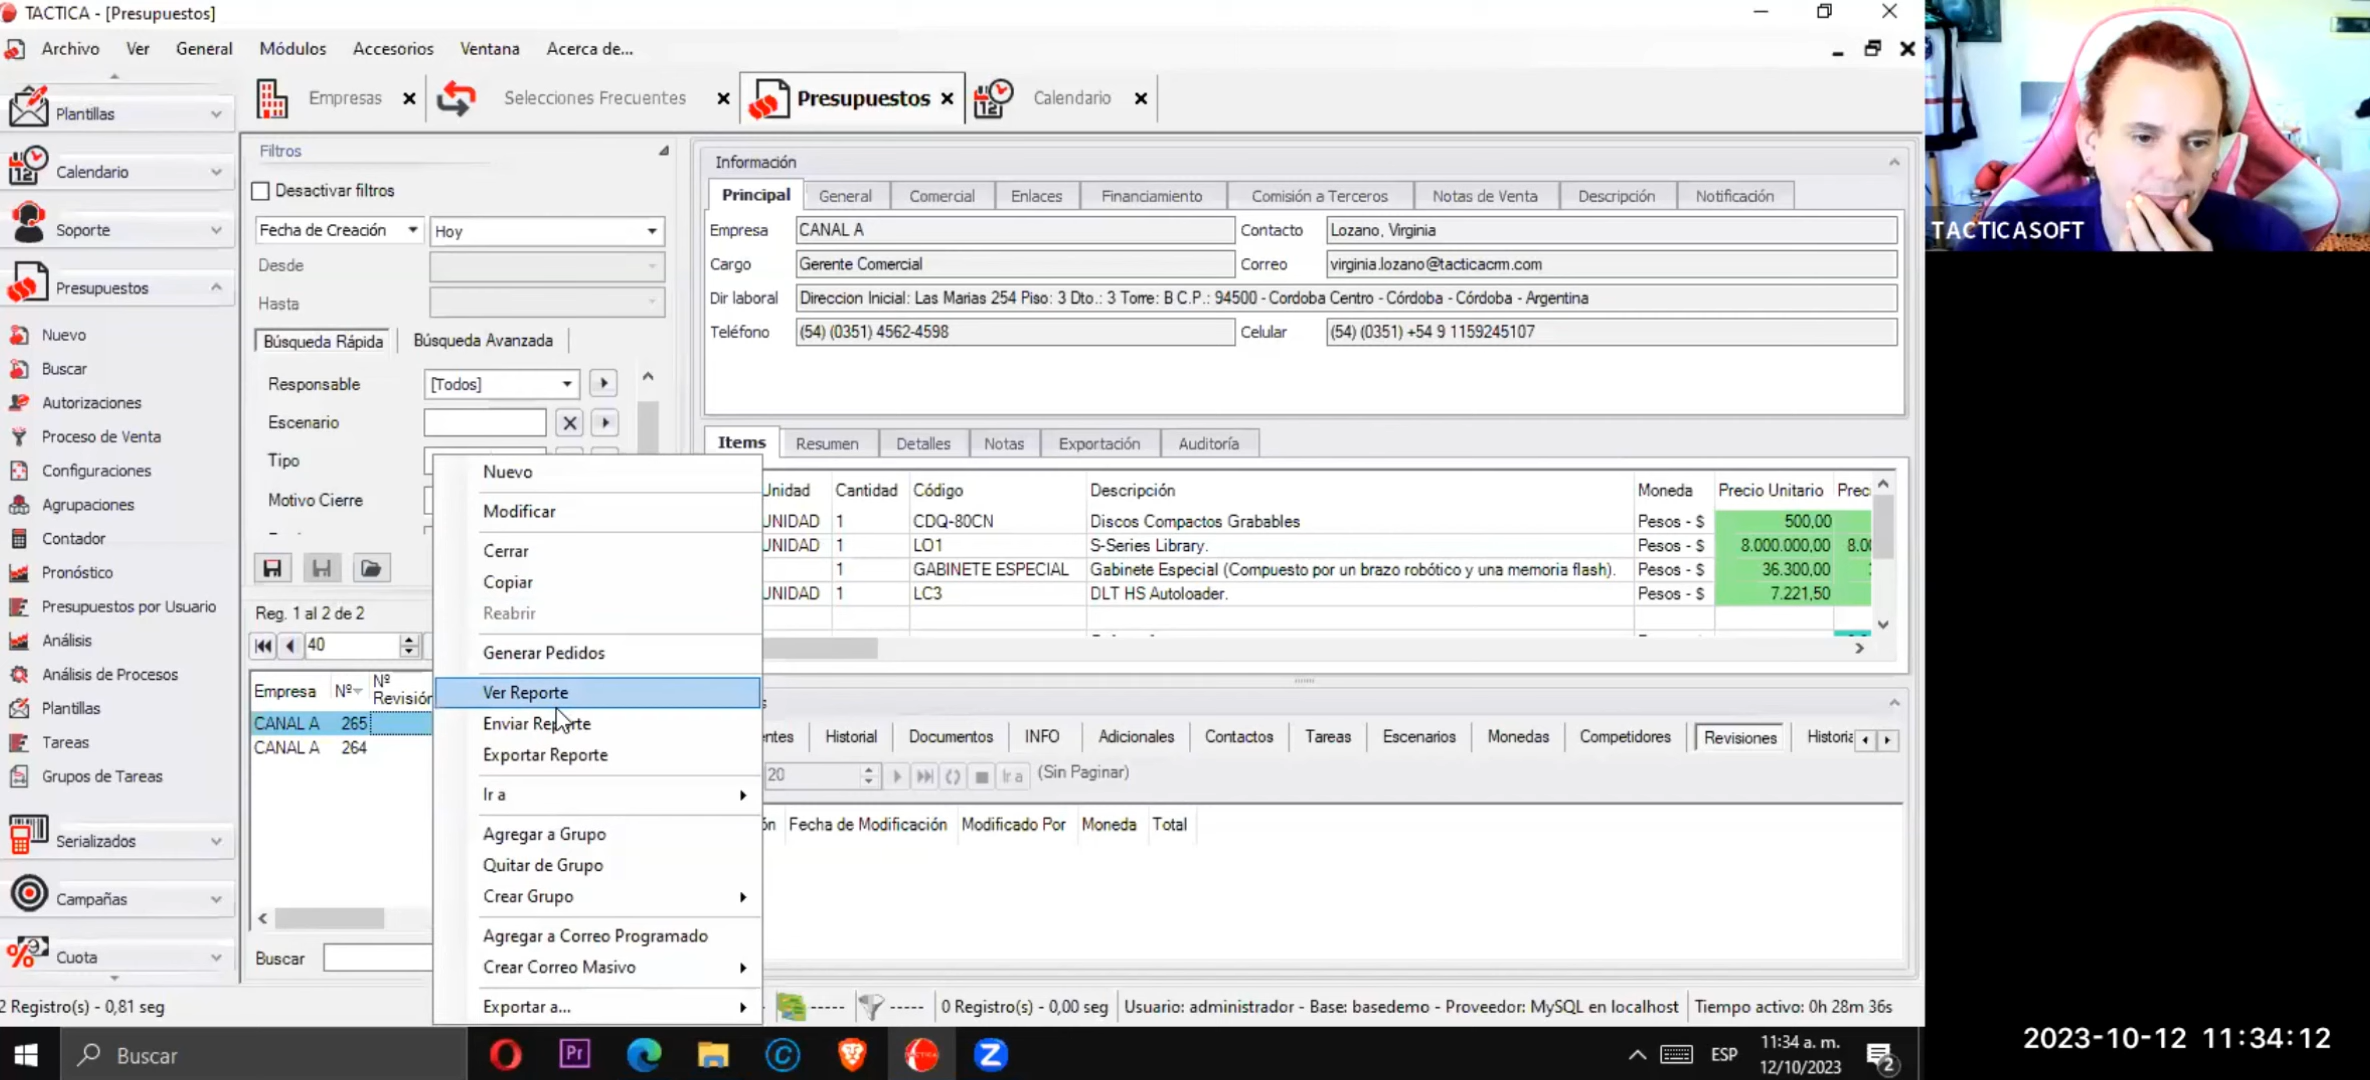 TACTICA - [Presupuestos]
Archivo Ver General Módulos Accesorios Ventana Acerca de...
Empresas Selecciones Frecuentes Presupuestos Calendario
Plantillas
Calendario
Soporte
Presupuestos
Nuevo
Buscar
Autorizaciones
Proceso de Venta
Configuraciones
Agrupaciones
Contador
Pronóstico
Presupuestos por Usuario
Análisis
Análisis de Procesos
Plantillas
Tareas
Grupos de Tareas
Serializados
Campañas
Cuota
Filtros
Desactivar filtros
Fecha de Creación Hoy
Desde
Hasta
Búsqueda Rápida Búsqueda Avanzada
Responsable [Todos]
Escenario
Tipo
Motivo Cierre
Reg. 1 al 2 de 2
40
Empresa Nº Nº Revisión
CANAL A 265
CANAL A 264
Buscar
Nuevo
Modificar
Cerrar
Copiar
Reabrir
Generar Pedidos
Ver Reporte
Enviar Reporte
Exportar Reporte
Ir a
Agregar a Grupo
Quitar de Grupo
Crear Grupo
Agregar a Correo Programado
Crear Correo Masivo
Exportar a...
Información
Principal General Comercial Enlaces Financiamiento Comisión a Terceros Notas de Venta Descripción Notificación
Empresa CANAL A Contacto Lozano, Virginia
Cargo Gerente Comercial Correo virginia.lozano@tacticacrm.com
Dir laboral Direccion Inicial: Las Marias 254 Piso: 3 Dto.: 3 Torre: B C.P.: 94500 - Cordoba Centro - Córdoba - Córdoba - Argentina
Teléfono (54) (0351) 4562-4598 Celular (54) (0351) +54 9 1159245107
Items Resumen Detalles Notas Exportación Auditoría
Unidad Cantidad Código Descripción Moneda Precio Unitario Prec
UNIDAD 1 CDQ-80CN Discos Compactos Grabables Pesos - $ 500,00
UNIDAD 1 LO1 S-Series Library. Pesos - $ 8.000.000,00 8.00
1 GABINETE ESPECIAL Gabinete Especial (Compuesto por un brazo robótico y una memoria flash). Pesos - $ 36.300,00
UNIDAD 1 LC3 DLT HS Autoloader. Pesos - $ 7.221,50
entes Historial Documentos INFO Adicionales Contactos Tareas Escenarios Monedas Competidores Revisiones Historia
20 Ir a (Sin Paginar)
ón Fecha de Modificación Modificado Por Moneda Total
2 Registro(s) - 0,81 seg ----- ----- 0 Registro(s) - 0,00 seg Usuario: administrador - Base: basedemo - Proveedor: MySQL en localhost Tiempo activo: 0h 28m 36s
Buscar
ESP
11:34 a. m.
12/10/2023
2
TACTICASOFT
2023-10-12 11:34:12